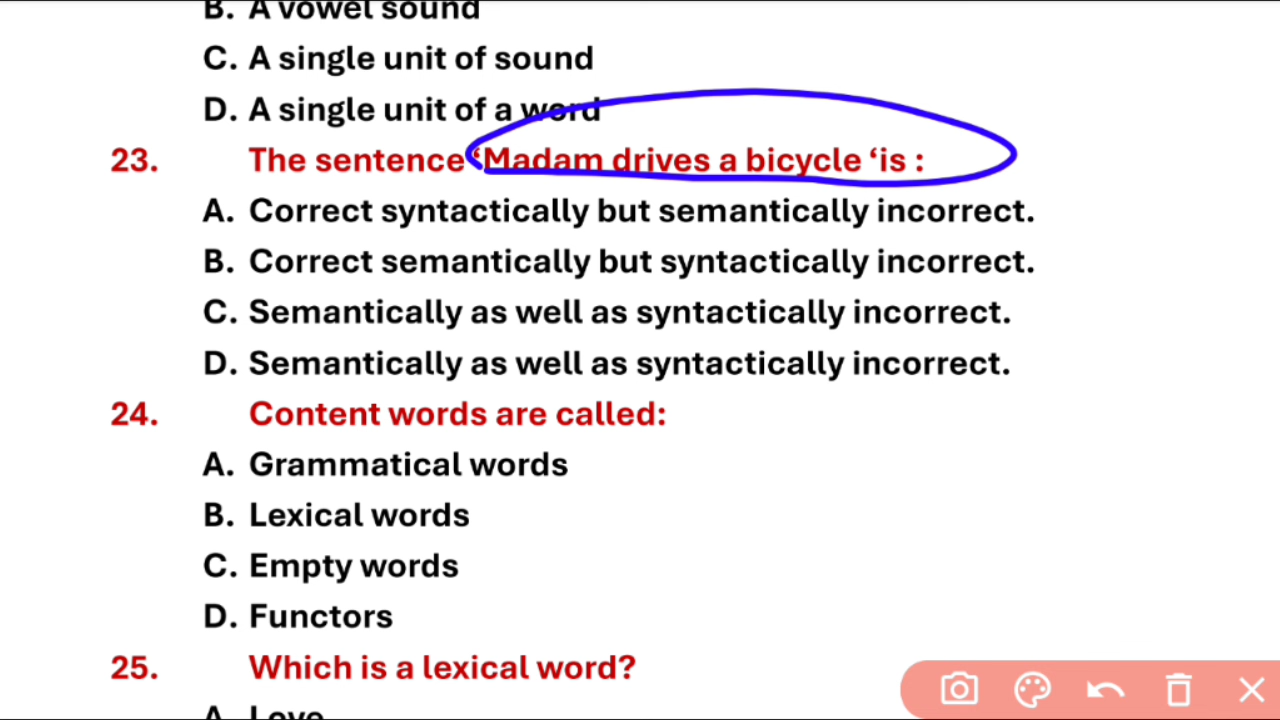 B. A vowel sound
C. A single unit of sound
D. A single unit of a word
23. The sentence ‘Madam drives a bicycle ‘is :
A. Correct syntactically but semantically incorrect.
B. Correct semantically but syntactically incorrect.
C. Semantically as well as syntactically incorrect.
D. Semantically as well as syntactically incorrect.
24. Content words are called:
A. Grammatical words
B. Lexical words
C. Empty words
D. Functors
25. Which is a lexical word?
A. Love